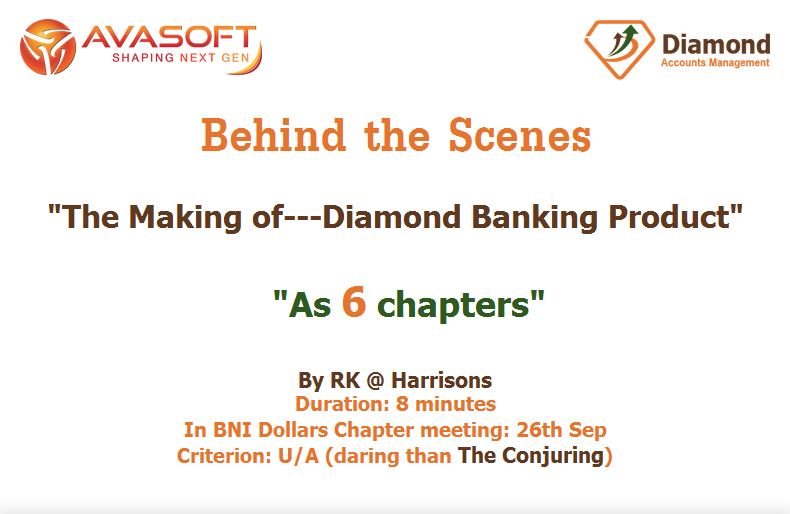 AVASOFT
SHAPING NEXT GEN
Diamond
Accounts Management
Behind the Scenes
"The Making of---Diamond Banking Product"
"As 6 chapters"
By RK @ Harrisons
Duration: 8 minutes
In BNI Dollars Chapter meeting: 26th Sep
Criterion: U/A (daring than The Conjuring)